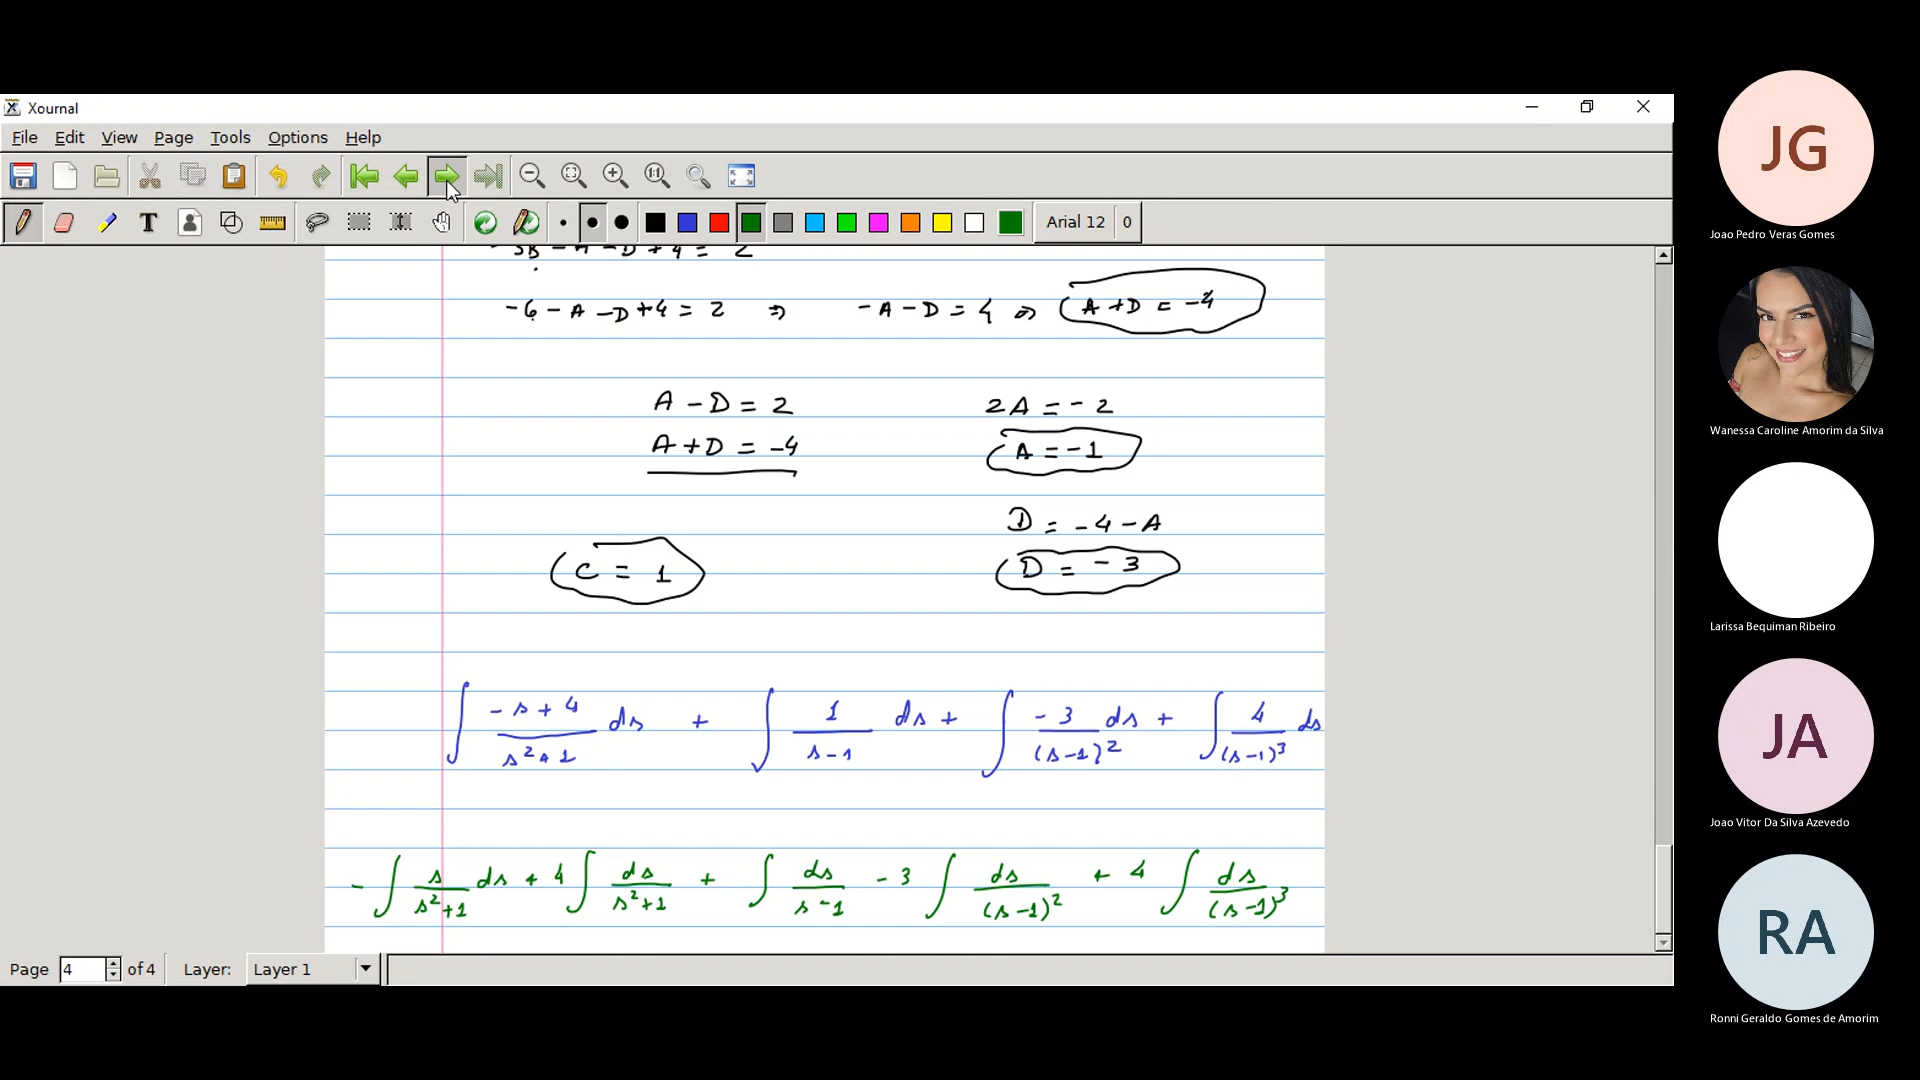 Xournal
File Edit View Page Tools Options Help
Arial 12 0
-3B - A - D + 4 = 2
-6 - A - D + 4 = 2 ⇒ -A - D = 4 ⇒ A + D = -4
A - D = 2
A + D = -4
2A = -2
A = -1
D = -4 - A
D = -3
C = 1
∫ (-s + 4)/(s² + 1) ds + ∫ 1/(s - 1) ds + ∫ -3/(s-1)² ds + ∫ 4/(s-1)³ ds
- ∫ s/(s²+1) ds + 4 ∫ ds/(s²+1) + ∫ ds/(s-1) - 3 ∫ ds/(s-1)² + 4 ∫ ds/(s-1)³
Page 4 of 4 Layer: Layer 1
JG
Joao Pedro Veras Gomes
Wanessa Caroline Amorim da Silva
Larissa Bequiman Ribeiro
JA
Joao Vitor Da Silva Azevedo
RA
Ronni Geraldo Gomes de Amorim